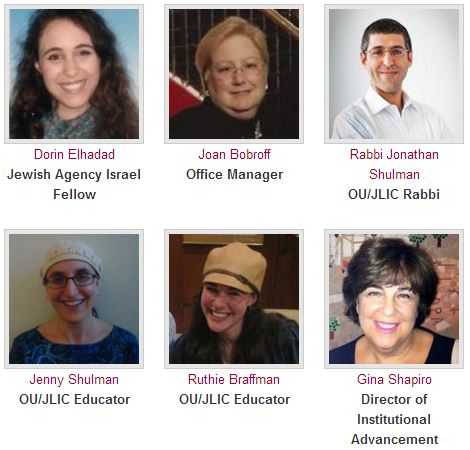 Dorin Elhadad
Jewish Agency Israel
Fellow
Joan Bobroff
Office Manager
Rabbi Jonathan
Shulman
OU/JLIC Rabbi
Jenny Shulman
OU/JLIC Educator
Ruthie Braffman
OU/JLIC Educator
Gina Shapiro
Director of
Institutional
Advancement